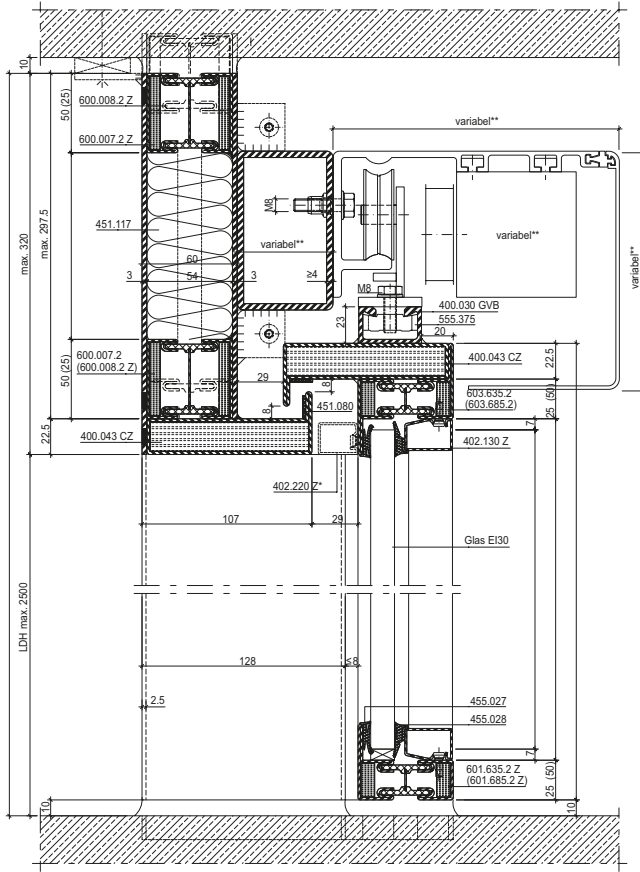 10
50 (25)
600.008.2 Z
600.007.2 Z
variabel**
max. 320
max. 297.5
451.117
M8
variabel**
variabel**
variabel**
60
3
54
3
≥4
M8
400.030 GVB
23
555.375
20
50 (25)
600.007.2
(600.008.2 Z)
400.043 CZ
22.5
29
8
8
451.080
603.635.2
(603.685.2)
25 (50)
7
22.5
400.043 CZ
402.130 Z
402.220 Z*
107
29
Glas EI30
LDH max. 2500
128
≤8
2.5
455.027
455.028
7
601.635.2 Z
(601.685.2 Z)
25 (50)
10
10